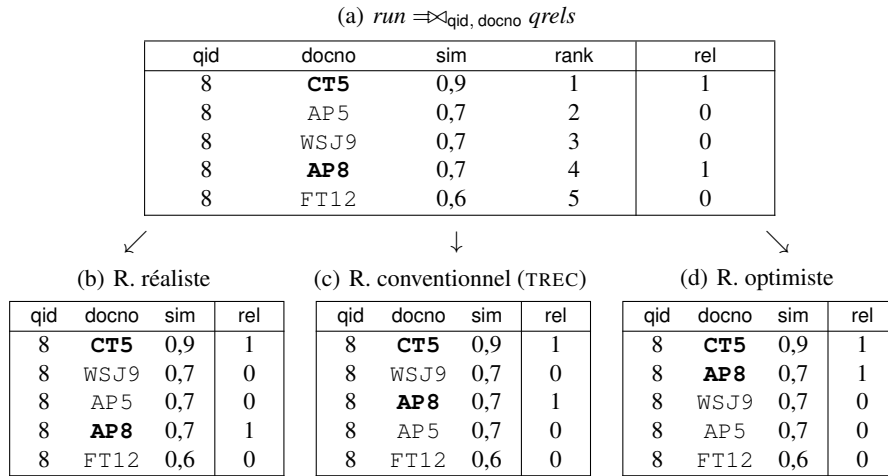 (a) run ⟕qid, docno qrels
qid docno sim rank rel
8 CT5 0,9 1 1
8 AP5 0,7 2 0
8 WSJ9 0,7 3 0
8 AP8 0,7 4 1
8 FT12 0,6 5 0
↙ ↓ ↘
(b) R. réaliste (c) R. conventionnel (TREC) (d) R. optimiste
qid docno sim rel qid docno sim rel qid docno sim rel
8 CT5 0,9 1 8 CT5 0,9 1 8 CT5 0,9 1
8 WSJ9 0,7 0 8 WSJ9 0,7 0 8 AP8 0,7 1
8 AP5 0,7 0 8 AP8 0,7 1 8 WSJ9 0,7 0
8 AP8 0,7 1 8 AP5 0,7 0 8 AP5 0,7 0
8 FT12 0,6 0 8 FT12 0,6 0 8 FT12 0,6 0